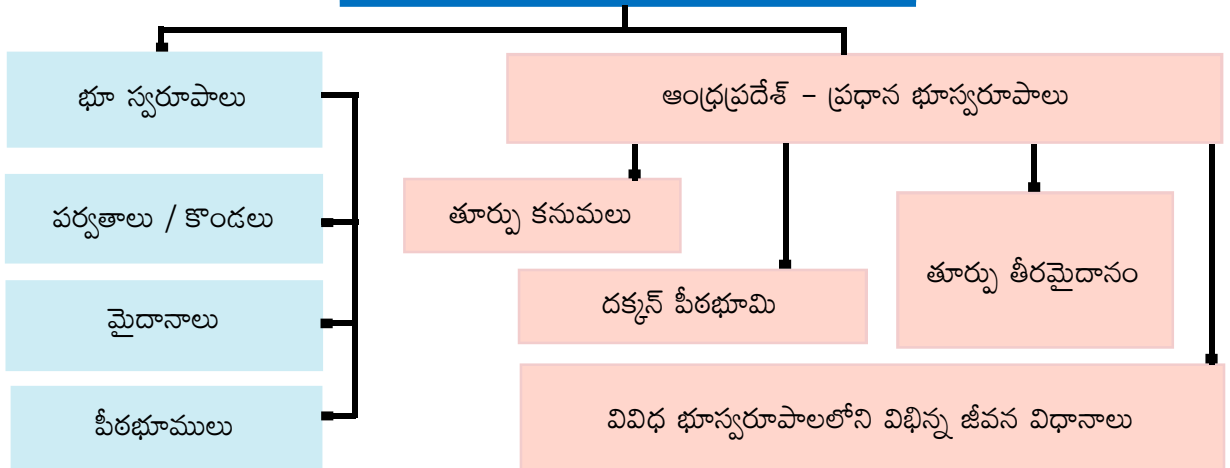 భూ స్వరూపాలు
పర్వతాలు / కొండలు
మైదానాలు
పీఠభూములు
ఆంధ్రప్రదేశ్ - ప్రధాన భూస్వరూపాలు
తూర్పు కనుమలు
దక్కన్ పీఠభూమి
తూర్పు తీరమైదానం
వివిధ భూస్వరూపాలలోని విభిన్న జీవన విధానాలు